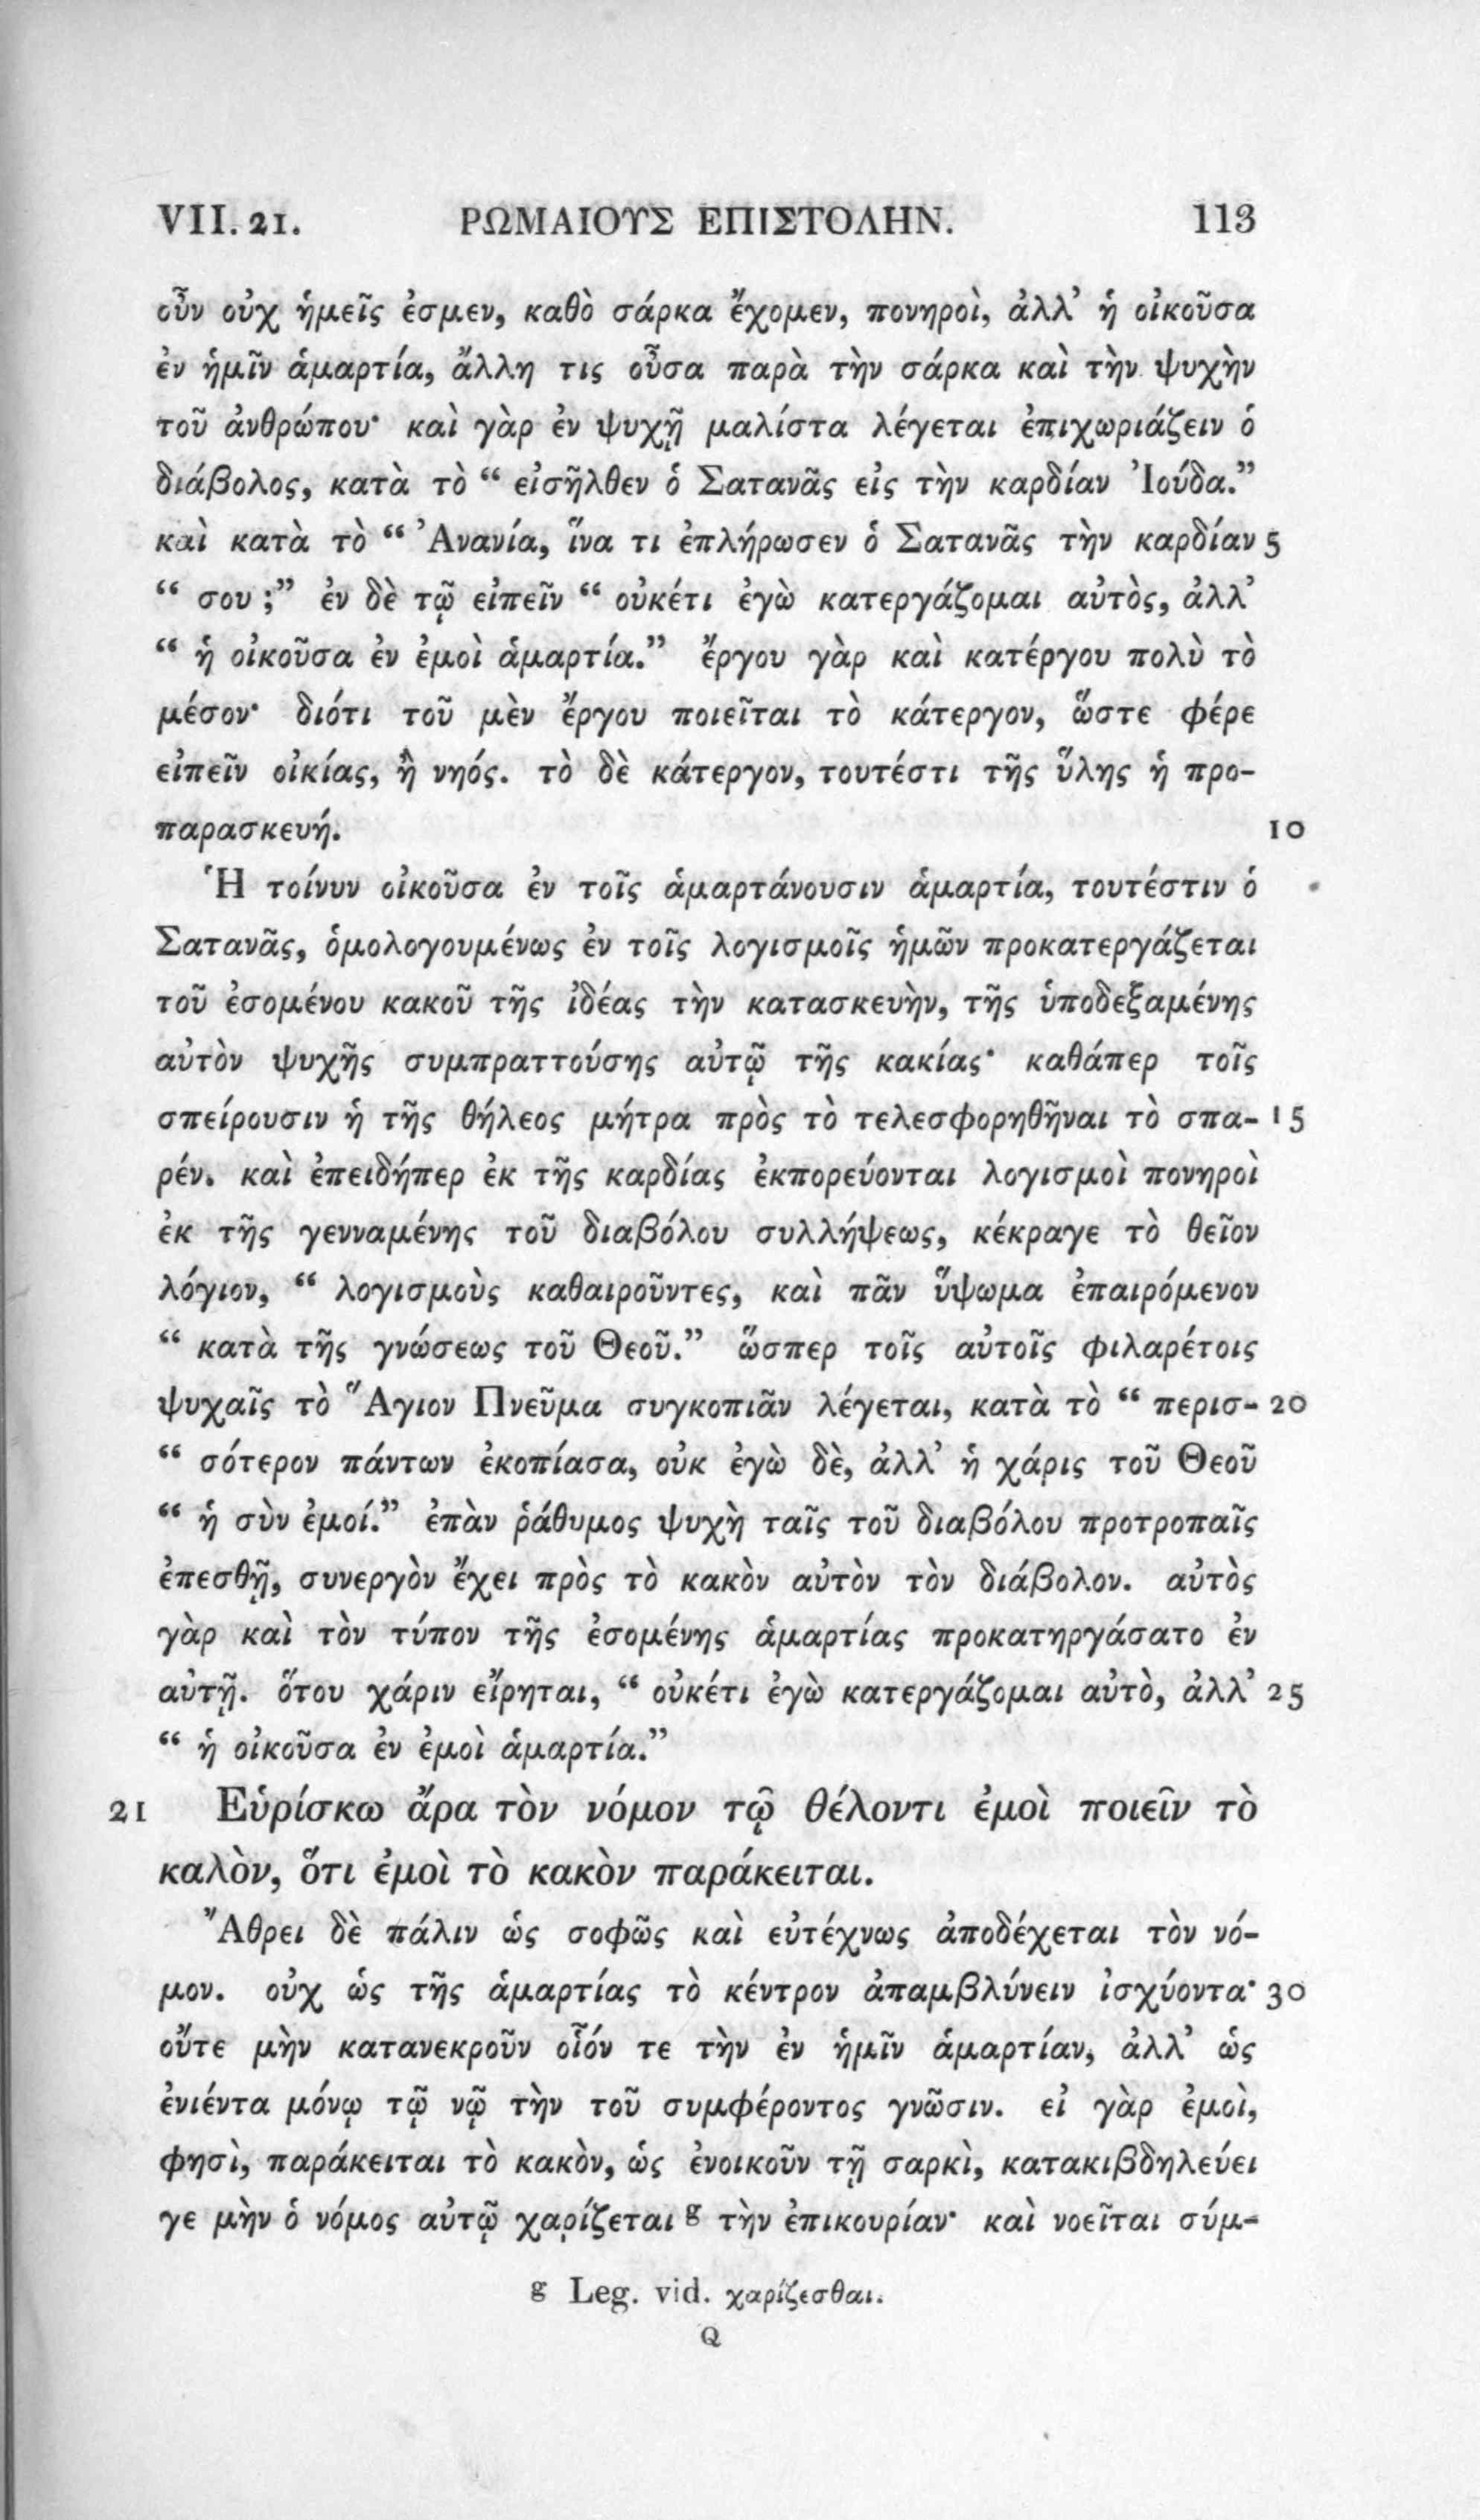 VII. 21. ΡΩΜΑΙΟΥΣ ΕΠΙΣΤΟΛΗΝ. 113
οὖν οὐχ ἡμεῖς ἐσμεν, καθὸ σάρκα ἔχομεν, πονηροὶ, ἀλλ’ ἡ οἰκοῦσα
ἐν ἡμῖν ἁμαρτία, ἄλλη τις οὖσα παρὰ τὴν σάρκα καὶ τὴν ψυχὴν
τοῦ ἀνθρώπου· καὶ γὰρ ἐν ψυχῇ μαλίστα λέγεται ἐπιχωριάζειν ὁ
διάβολος, κατὰ τὸ “ εἰσῆλθεν ὁ Σατανᾶς εἰς τὴν καρδίαν Ἰούδα.”
καὶ κατὰ τὸ “ Ἀνανία, ἵνα τι ἐπλήρωσεν ὁ Σατανᾶς τὴν καρδίαν 5
“ σου ;” ἐν δὲ τῷ εἰπεῖν “ οὐκέτι ἐγὼ κατεργάζομαι αὐτὸς, ἀλλ’
“ ἡ οἰκοῦσα ἐν ἐμοὶ ἁμαρτία.” ἔργου γὰρ καὶ κατέργου πολὺ τὸ
μέσον· διότι τοῦ μὲν ἔργου ποιεῖται τὸ κάτεργον, ὥστε φέρε
εἰπεῖν οἰκίας, ἢ νηός. τὸ δὲ κάτεργον, τουτέστι τῆς ὕλης ἡ προ-
παρασκευή. 10
Ἡ τοίνυν οἰκοῦσα ἐν τοῖς ἁμαρτάνουσιν ἁμαρτία, τουτέστιν ὁ
Σατανᾶς, ὁμολογουμένως ἐν τοῖς λογισμοῖς ἡμῶν προκατεργάζεται
τοῦ ἐσομένου κακοῦ τῆς ἰδέας τὴν κατασκευὴν, τῆς ὑποδεξαμένης
αὐτὸν ψυχῆς συμπραττούσης αὐτῷ τῆς κακίας· καθάπερ τοῖς
σπείρουσιν ἡ τῆς θήλεος μήτρα πρὸς τὸ τελεσφορηθῆναι τὸ σπα- 15
ρέν. καὶ ἐπειδήπερ ἐκ τῆς καρδίας ἐκπορεύονται λογισμοὶ πονηροὶ
ἐκ τῆς γενναμένης τοῦ διαβόλου συλλήψεως, κέκραγε τὸ θεῖον
λόγιον, “ λογισμοὺς καθαιροῦντες, καὶ πᾶν ὕψωμα ἐπαιρόμενον
“ κατὰ τῆς γνώσεως τοῦ Θεοῦ.” ὥσπερ τοῖς αὐτοῖς φιλαρέτοις
ψυχαῖς τὸ Ἅγιον Πνεῦμα συγκοπιᾶν λέγεται, κατὰ τὸ “ περισ- 20
“ σότερον πάντων ἐκοπίασα, οὐκ ἐγὼ δὲ, ἀλλ’ ἡ χάρις τοῦ Θεοῦ
“ ἡ σὺν ἐμοί.” ἐπὰν ῥάθυμος ψυχὴ ταῖς τοῦ διαβόλου προτροπαῖς
ἐπεσθῇ, συνεργὸν ἔχει πρὸς τὸ κακὸν αὐτὸν τὸν διάβολον. αὐτὸς
γὰρ καὶ τὸν τύπον τῆς ἐσομένης ἁμαρτίας προκατηργάσατο ἐν
αὐτῇ. ὅτου χάριν εἴρηται, “ οὐκέτι ἐγὼ κατεργάζομαι αὐτὸ, ἀλλ’ 25
“ ἡ οἰκοῦσα ἐν ἐμοὶ ἁμαρτία.”
21 Εὑρίσκω ἄρα τὸν νόμον τῷ θέλοντι ἐμοὶ ποιεῖν τὸ
καλὸν, ὅτι ἐμοὶ τὸ κακὸν παράκειται.
Ἄθρει δὲ πάλιν ὡς σοφῶς καὶ εὐτέχνως ἀποδέχεται τὸν νό-
μον. οὐχ ὡς τῆς ἁμαρτίας τὸ κέντρον ἀπαμβλύνειν ἰσχύοντα· 30
οὔτε μὴν κατανεκροῦν οἷόν τε τὴν ἐν ἡμῖν ἁμαρτίαν, ἀλλ’ ὡς
ἐνιέντα μόνῳ τῷ νῷ τὴν τοῦ συμφέροντος γνῶσιν. εἰ γὰρ ἐμοὶ,
φησὶ, παράκειται τὸ κακὸν, ὡς ἐνοικοῦν τῇ σαρκὶ, κατακιβδηλεύει
γε μὴν ὁ νόμος αὐτῷ χαρίζεται g τὴν ἐπικουρίαν· καὶ νοεῖται σύμ-
g Leg. vid. χαρίζεσθαι.
Q